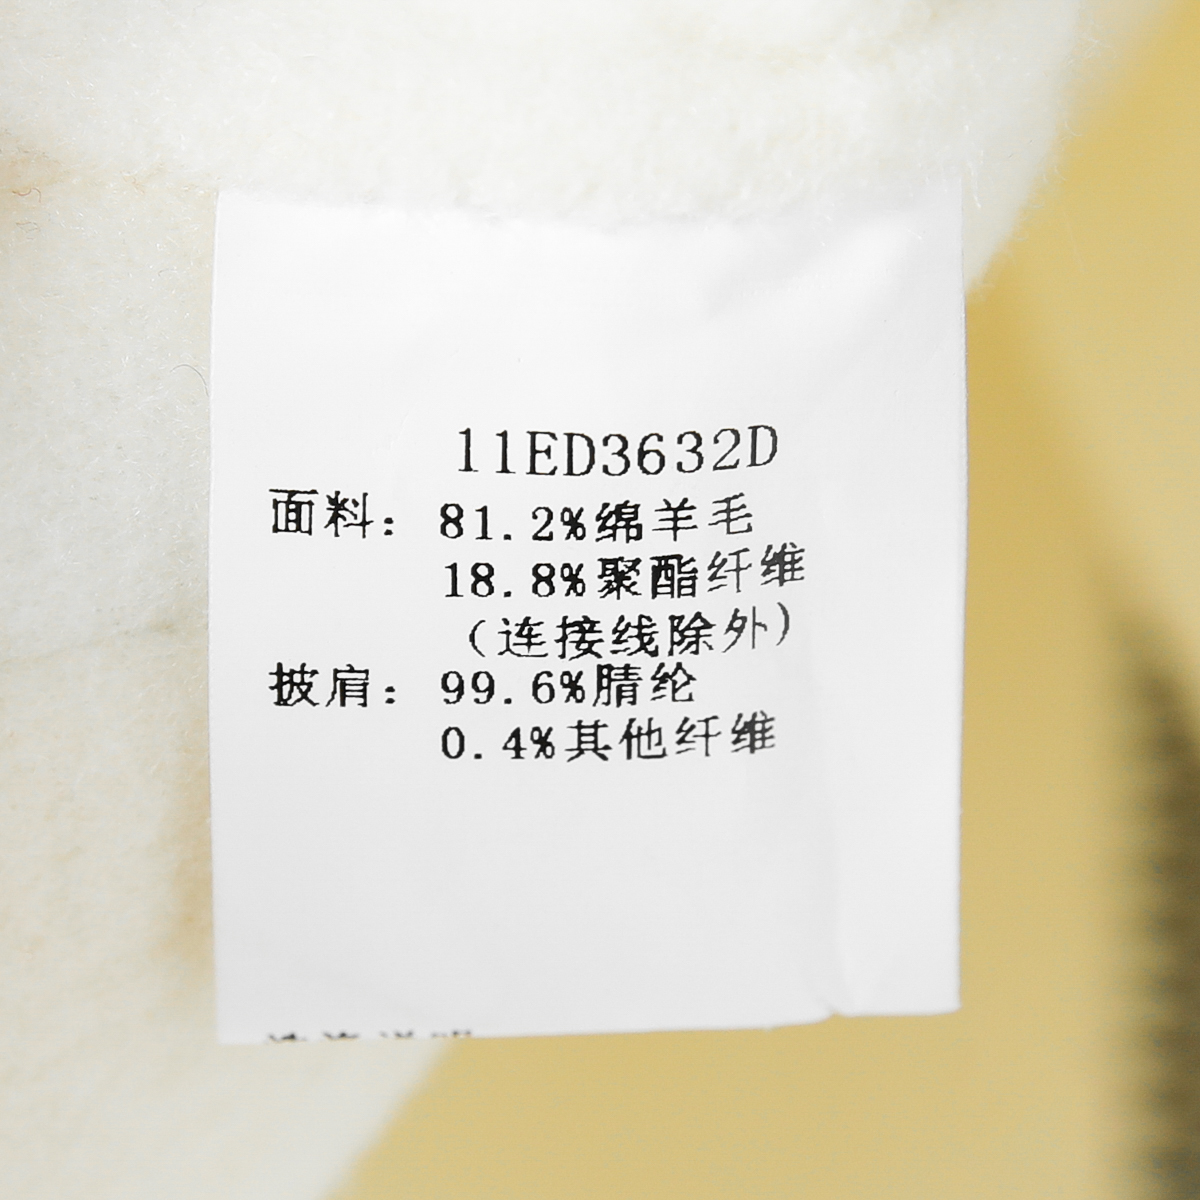 11ED3632D
面料：81.2%绵羊毛
18.8%聚酯纤维
（连接线除外）
披肩：99.6%腈纶
0.4%其他纤维